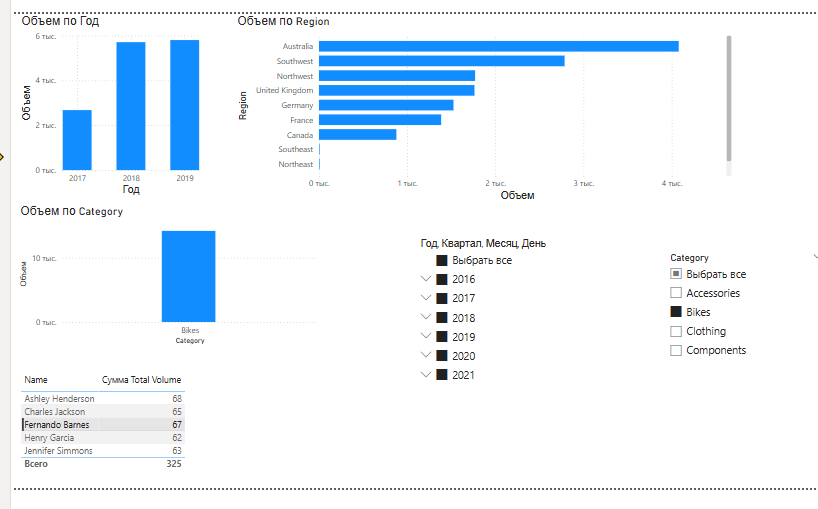 Объем по Год
6 тыс.
4 тыс.
2 тыс.
0 тыс.
Объем
2017 2018 2019
Год
Объем по Region
Region
Australia
Southwest
Northwest
United Kingdom
Germany
France
Canada
Southeast
Northeast
0 тыс. 1 тыс. 2 тыс. 3 тыс. 4 тыс.
Объем
Объем по Category
Объем
10 тыс.
0 тыс.
Bikes
Category
Год, Квартал, Месяц, День
Выбрать все
2016
2017
2018
2019
2020
2021
Category
Выбрать все
Accessories
Bikes
Clothing
Components
Name Сумма Total Volume
Ashley Henderson 68
Charles Jackson 65
Fernando Barnes 67
Henry Garcia 62
Jennifer Simmons 63
Всего 325